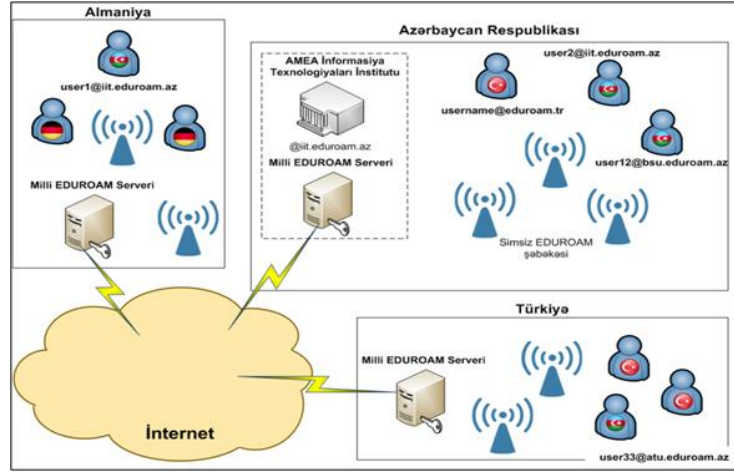 Almaniya
user1@iit.eduroam.az
Milli EDUROAM Serveri
Azərbaycan Respublikası
AMEA İnformasiya
Texnologiyaları İnstitutu
@iit.eduroam.az
Milli EDUROAM Serveri
user2@iit.eduroam.az
username@eduroam.tr
user12@bsu.eduroam.az
Simsiz EDUROAM
şəbəkəsi
Türkiyə
Milli EDUROAM Serveri
user33@atu.eduroam.az
İnternet